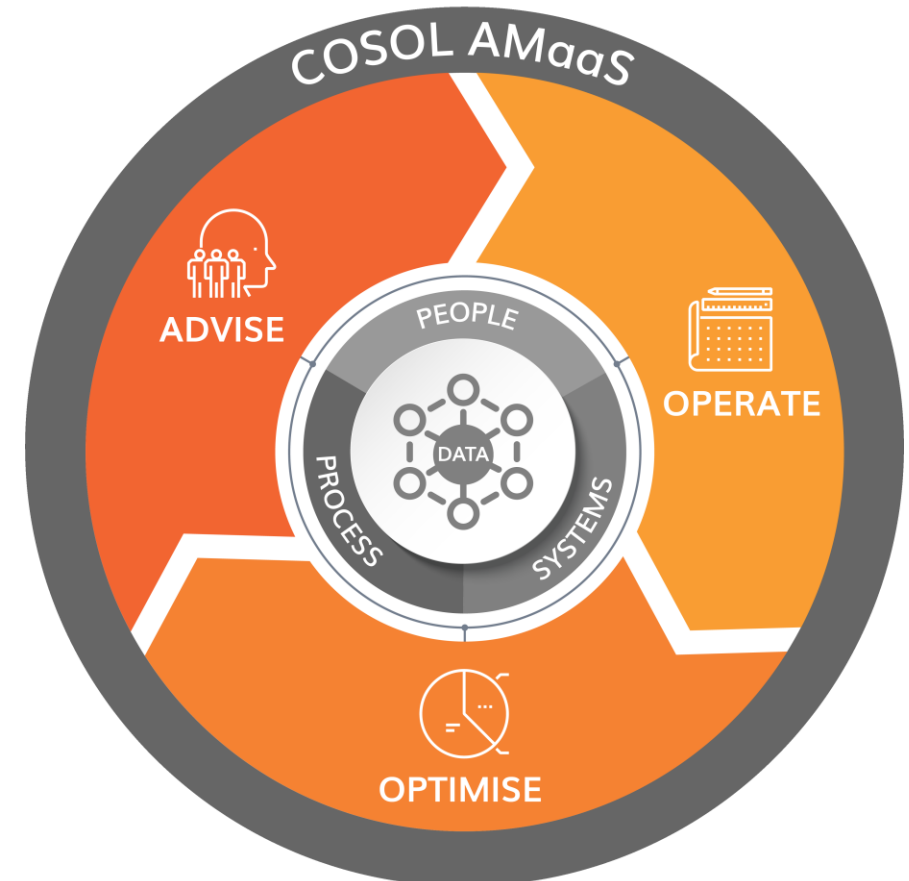 COSOL AMaaS
ADVISE
OPERATE
PEOPLE
DATA
PROCESS
SYSTEMS
OPTIMISE